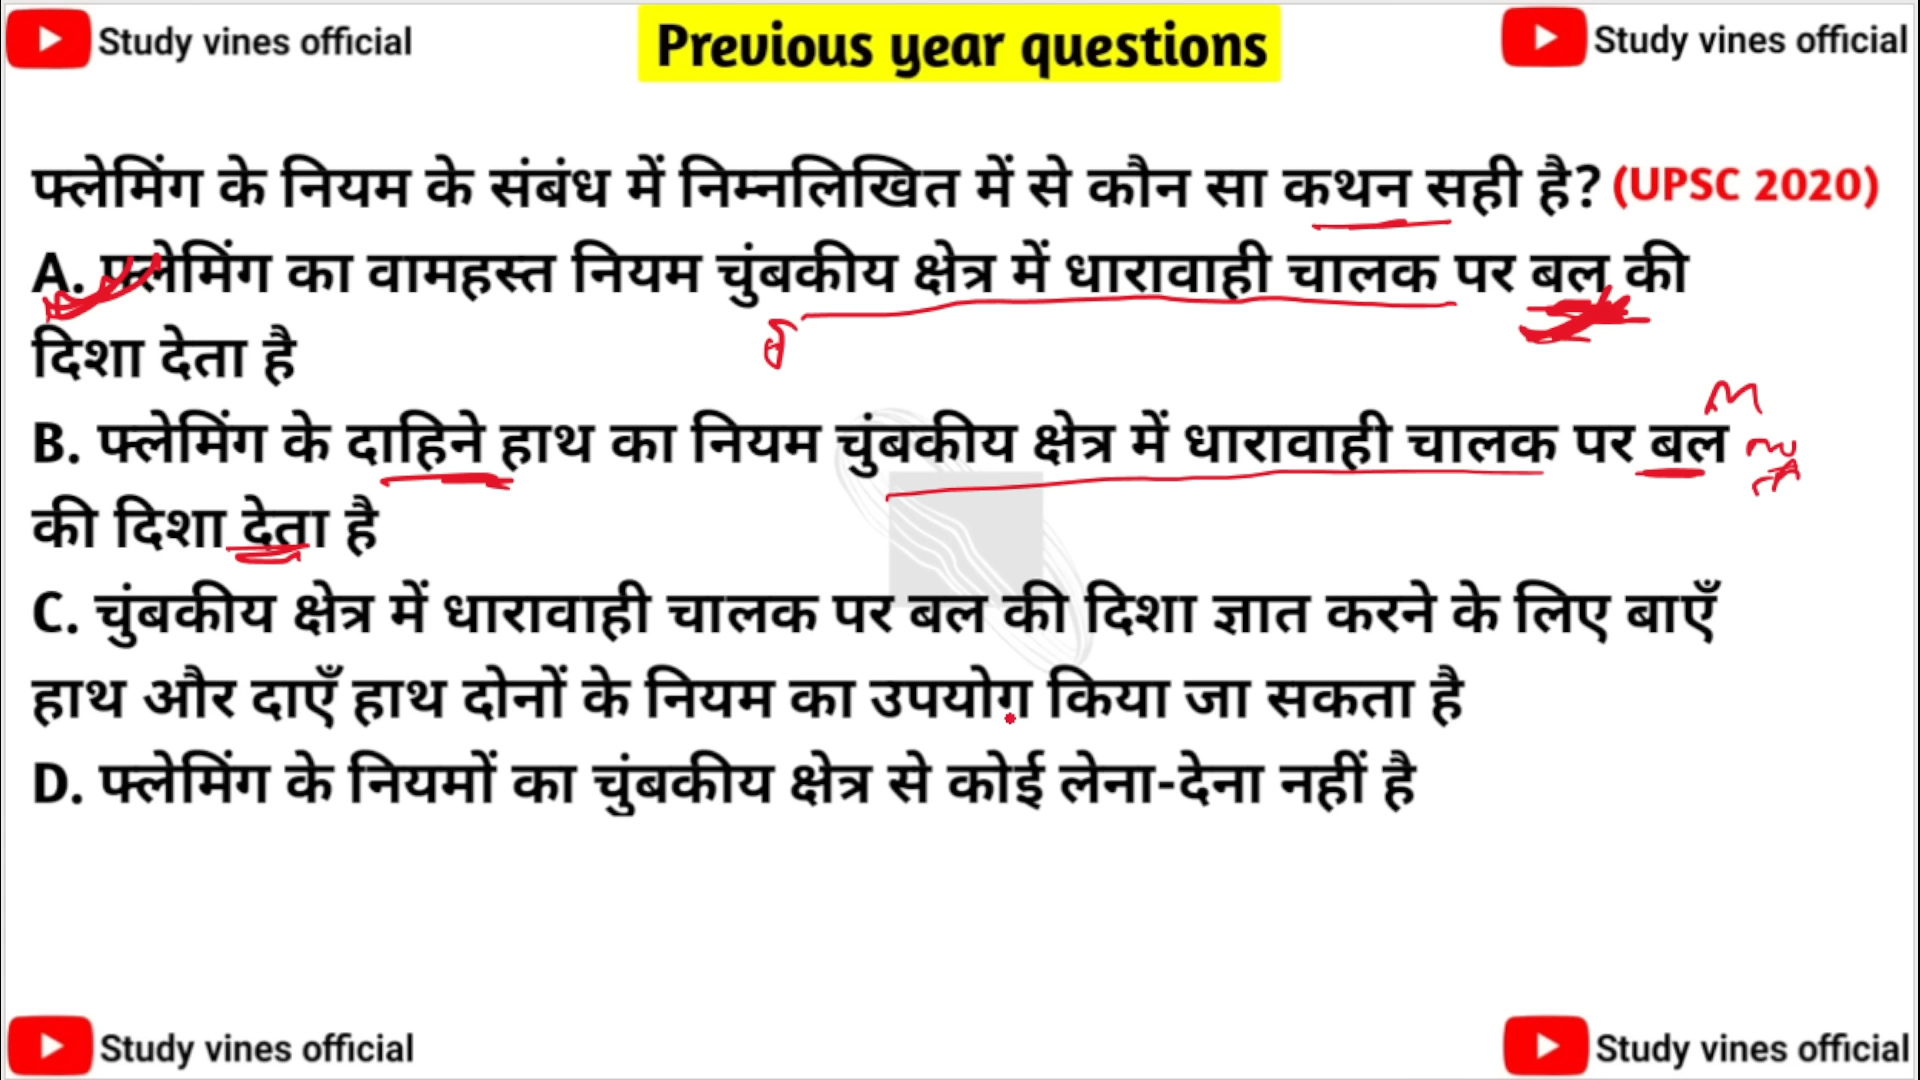 Study vines official
Previous year questions
Study vines official
फ्लेमिंग के नियम के संबंध में निम्नलिखित में से कौन सा कथन सही है? (UPSC 2020)
A. फ्लेमिंग का वामहस्त नियम चुंबकीय क्षेत्र में धारावाही चालक पर बल की
दिशा देता है
B. फ्लेमिंग के दाहिने हाथ का नियम चुंबकीय क्षेत्र में धारावाही चालक पर बल
की दिशा देता है
C. चुंबकीय क्षेत्र में धारावाही चालक पर बल की दिशा ज्ञात करने के लिए बाएँ
हाथ और दाएँ हाथ दोनों के नियम का उपयोग किया जा सकता है
D. फ्लेमिंग के नियमों का चुंबकीय क्षेत्र से कोई लेना-देना नहीं है
Study vines official
Study vines official